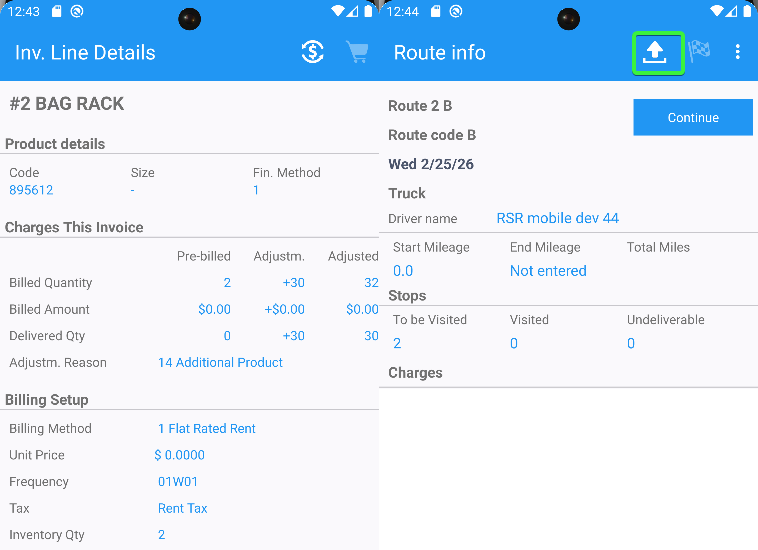 12:43
Inv. Line Details
#2 BAG RACK
Product details
Code Size Fin. Method
895612 - 1
Charges This Invoice
Pre-billed Adjustm. Adjusted
Billed Quantity 2 +30 32
Billed Amount $0.00 +$0.00 $0.00
Delivered Qty 0 +30 30
Adjustm. Reason 14 Additional Product
Billing Setup
Billing Method 1 Flat Rated Rent
Unit Price $ 0.0000
Frequency 01W01
Tax Rent Tax
Inventory Qty 2
12:44
Route info
Route 2 B
Continue
Route code B
Wed 2/25/26
Truck
Driver name RSR mobile dev 44
Start Mileage End Mileage Total Miles
0.0 Not entered
Stops
To be Visited Visited Undeliverable
2 0 0
Charges